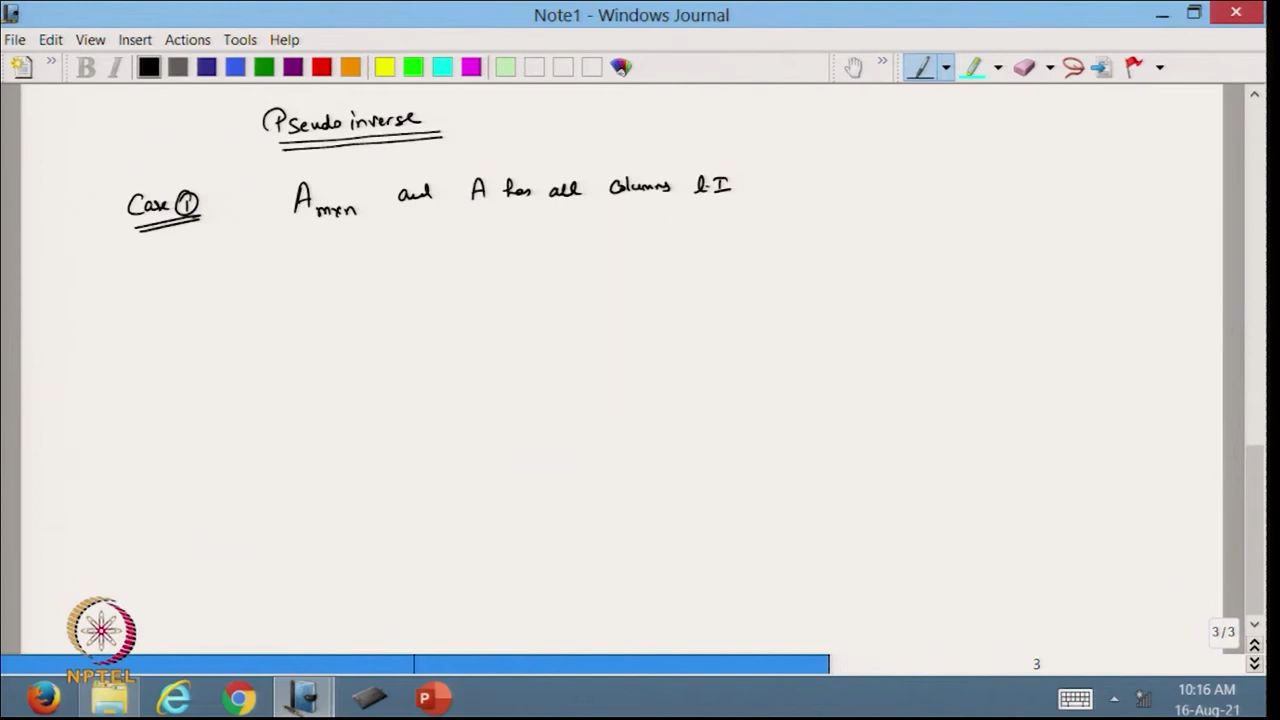 Note1 - Windows Journal
File Edit View Insert Actions Tools Help
B I
Pseudo inverse
Case ① A m×n and A has all columns l.I
3/3
3
NPTEL
10:16 AM
16-Aug-21